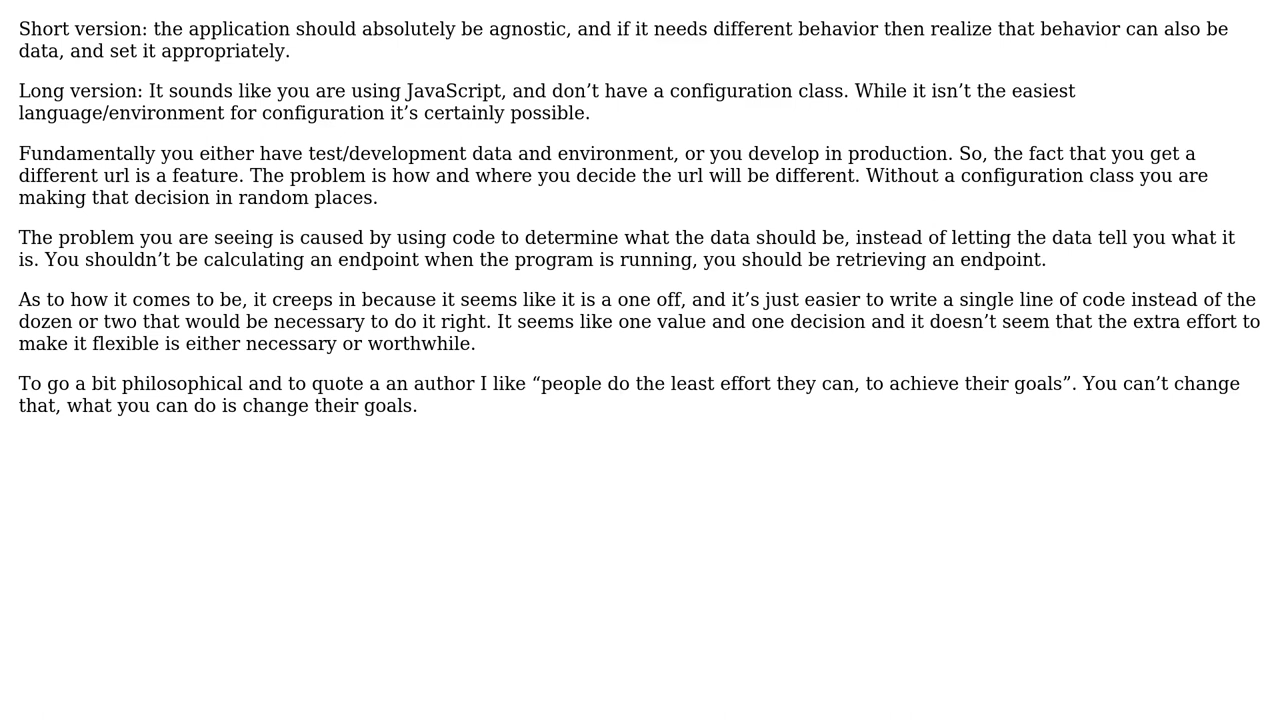 Short version: the application should absolutely be agnostic, and if it needs different behavior then realize that behavior can also be
data, and set it appropriately.
Long version: It sounds like you are using JavaScript, and don’t have a configuration class. While it isn’t the easiest
language/environment for configuration it’s certainly possible.
Fundamentally you either have test/development data and environment, or you develop in production. So, the fact that you get a
different url is a feature. The problem is how and where you decide the url will be different. Without a configuration class you are
making that decision in random places.
The problem you are seeing is caused by using code to determine what the data should be, instead of letting the data tell you what it
is. You shouldn’t be calculating an endpoint when the program is running, you should be retrieving an endpoint.
As to how it comes to be, it creeps in because it seems like it is a one off, and it’s just easier to write a single line of code instead of the
dozen or two that would be necessary to do it right. It seems like one value and one decision and it doesn’t seem that the extra effort to
make it flexible is either necessary or worthwhile.
To go a bit philosophical and to quote a an author I like “people do the least effort they can, to achieve their goals”. You can’t change
that, what you can do is change their goals.